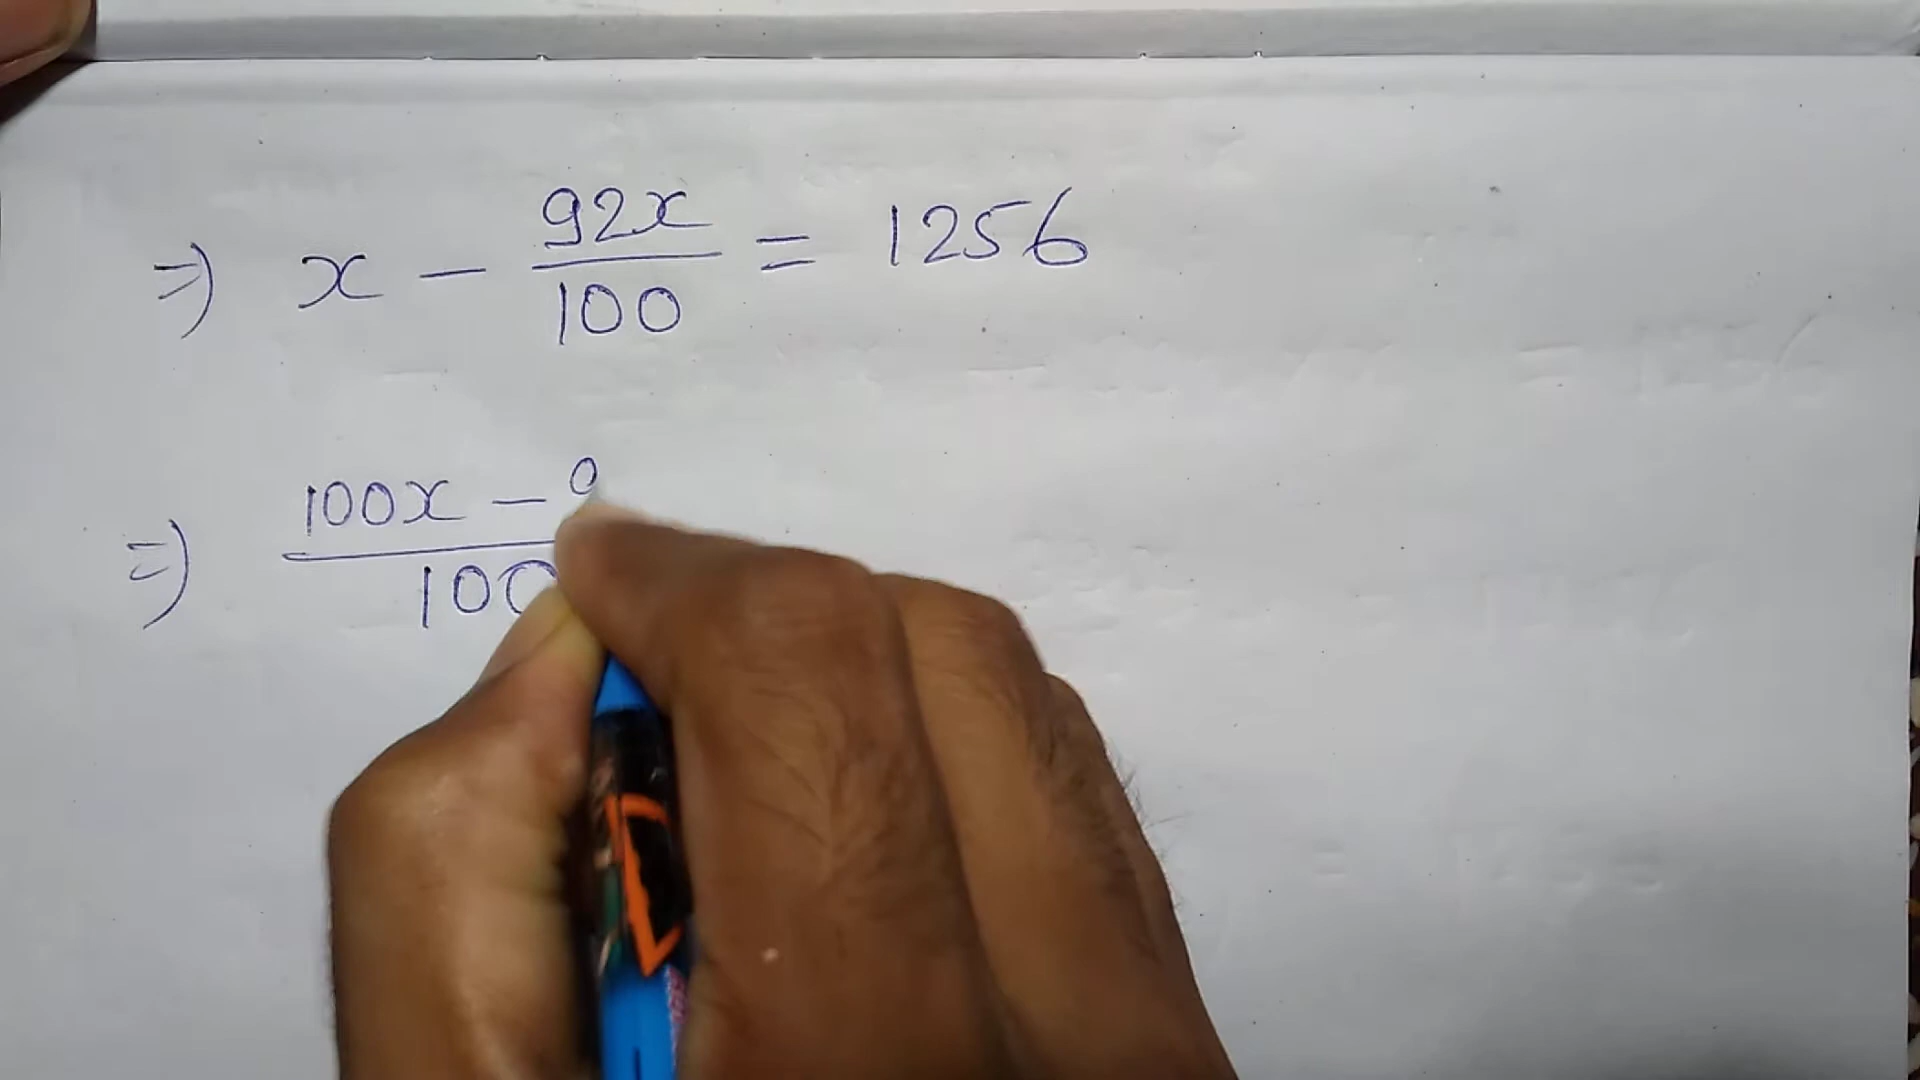 =) x - 92x/100 = 1256
=) 100x - 9/100